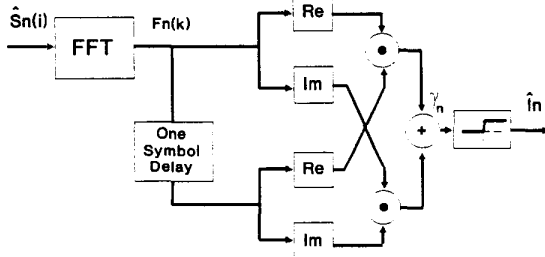 Ŝn(i)
FFT
Fn(k)
Re
Im
One
Symbol
Delay
Re
Im
γn
+
În